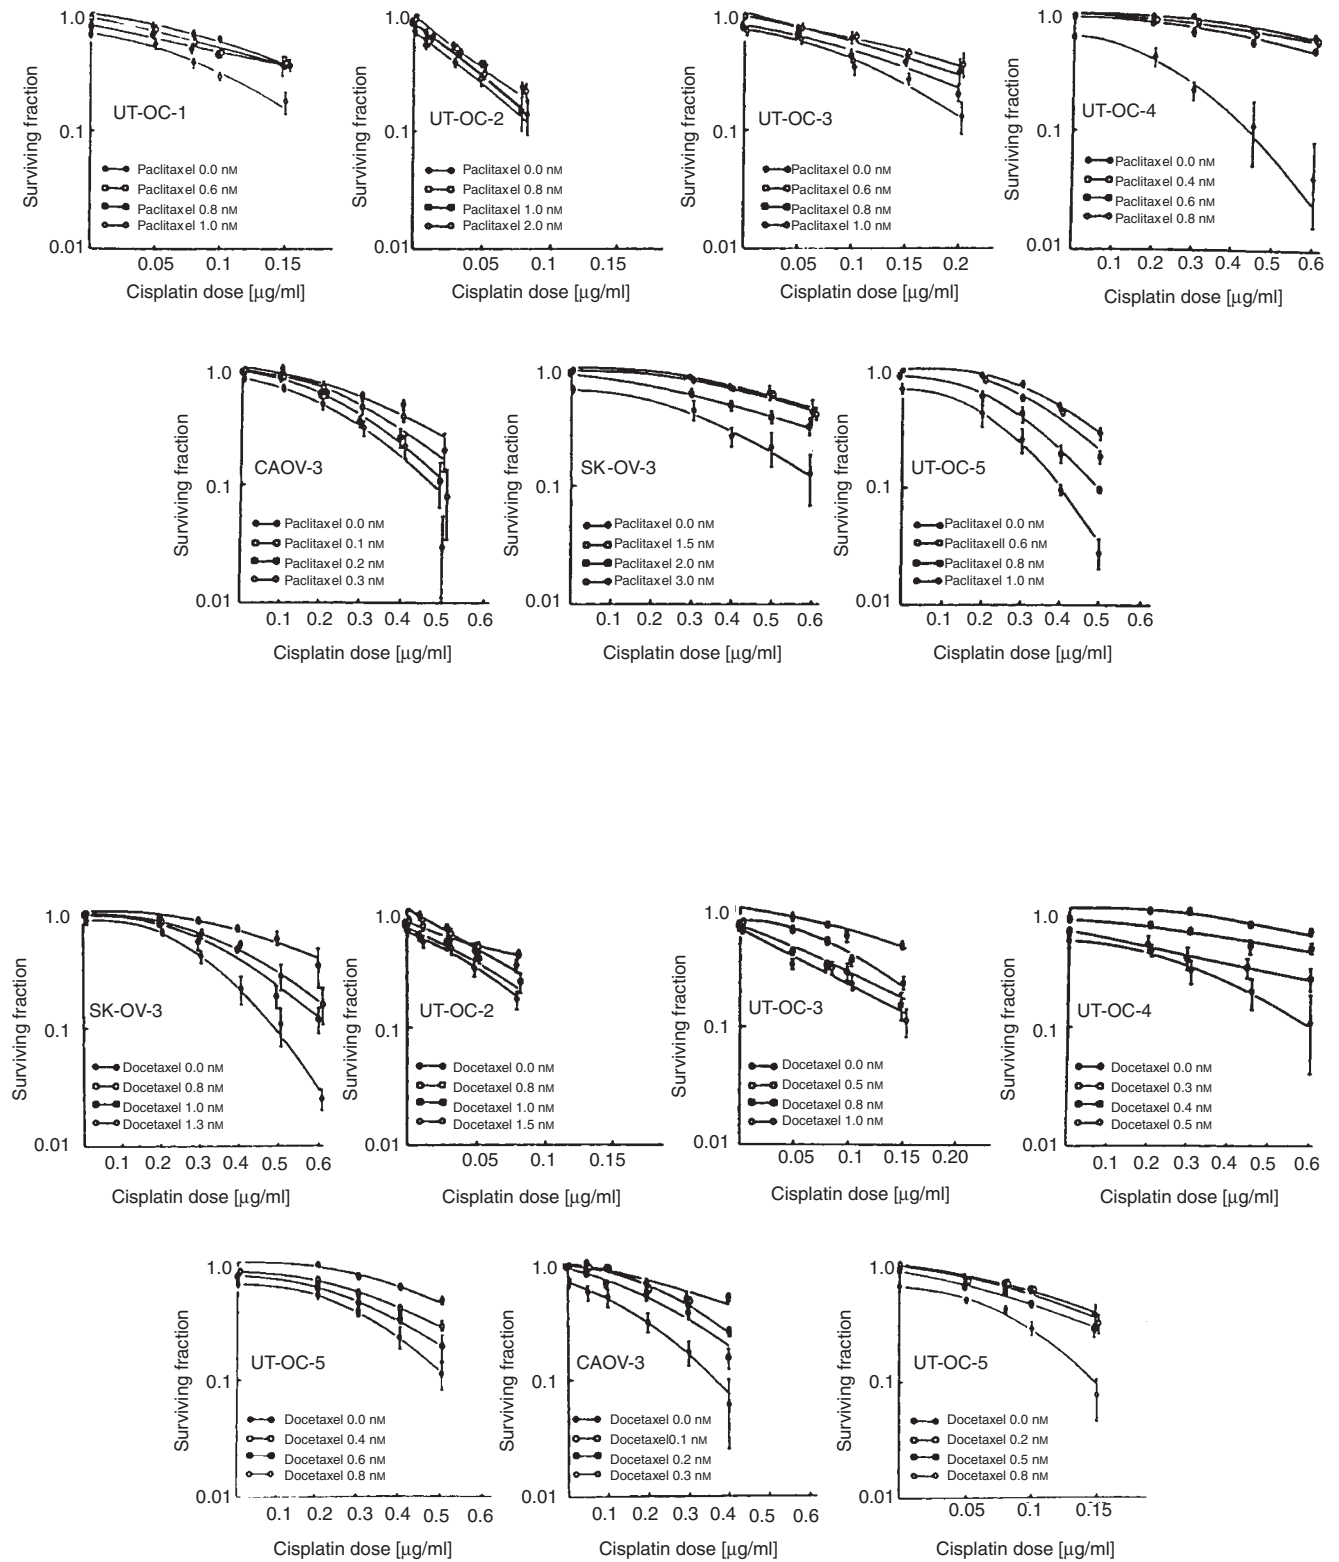 1.0
0.1
0.01
Surviving fraction
UT-OC-1
Paclitaxel 0.0 nM
Paclitaxel 0.6 nM
Paclitaxel 0.8 nM
Paclitaxel 1.0 nM
0.05 0.1 0.15
Cisplatin dose [μg/ml]
1.0
0.1
0.01
Surviving fraction
UT-OC-2
Paclitaxel 0.0 nM
Paclitaxel 0.8 nM
Paclitaxel 1.0 nM
Paclitaxel 2.0 nM
0.05 0.1 0.15
Cisplatin dose [μg/ml]
1.0
0.1
0.01
Surviving fraction
UT-OC-3
Paclitaxel 0.0 nM
Paclitaxel 0.6 nM
Paclitaxel 0.8 nM
Paclitaxel 1.0 nM
0.05 0.1 0.15 0.2
Cisplatin dose [μg/ml]
1.0
0.1
0.01
Surviving fraction
UT-OC-4
Paclitaxel 0.0 nM
Paclitaxel 0.4 nM
Paclitaxel 0.6 nM
Paclitaxel 0.8 nM
0.1 0.2 0.3 0.4 0.5 0.6
Cisplatin dose [μg/ml]
1.0
0.1
0.01
Surviving fraction
CAOV-3
Paclitaxel 0.0 nM
Paclitaxel 0.1 nM
Paclitaxel 0.2 nM
Paclitaxel 0.3 nM
0.1 0.2 0.3 0.4 0.5 0.6
Cisplatin dose [μg/ml]
1.0
0.1
0.01
Surviving fraction
SK-OV-3
Paclitaxel 0.0 nM
Paclitaxel 1.5 nM
Paclitaxel 2.0 nM
Paclitaxel 3.0 nM
0.1 0.2 0.3 0.4 0.5 0.6
Cisplatin dose [μg/ml]
1.0
0.1
0.01
Surviving fraction
UT-OC-5
Paclitaxel 0.0 nM
Paclitaxell 0.6 nM
Paclitaxel 0.8 nM
Paclitaxel 1.0 nM
0.1 0.2 0.3 0.4 0.5 0.6
Cisplatin dose [μg/ml]
1.0
0.1
0.01
Surviving fraction
SK-OV-3
Docetaxel 0.0 nM
Docetaxel 0.8 nM
Docetaxel 1.0 nM
Docetaxel 1.3 nM
0.1 0.2 0.3 0.4 0.5 0.6
Cisplatin dose [μg/ml]
1.0
0.1
0.01
Surviving fraction
UT-OC-2
Docetaxel 0.0 nM
Docetaxel 0.8 nM
Docetaxel 1.0 nM
Docetaxel 1.5 nM
0.05 0.1 0.15
Cisplatin dose [μg/ml]
1.0
0.1
0.01
Surviving fraction
UT-OC-3
Docetaxel 0.0 nM
Docetaxel 0.5 nM
Docetaxel 0.8 nM
Docetaxel 1.0 nM
0.05 0.1 0.15 0.20
Cisplatin dose [μg/ml]
1.0
0.1
0.01
Surviving fraction
UT-OC-4
Docetaxel 0.0 nM
Docetaxel 0.3 nM
Docetaxel 0.4 nM
Docetaxel 0.5 nM
0.1 0.2 0.3 0.4 0.5 0.6
Cisplatin dose [μg/ml]
1.0
0.1
0.01
Surviving fraction
UT-OC-5
Docetaxel 0.0 nM
Docetaxel 0.4 nM
Docetaxel 0.6 nM
Docetaxel 0.8 nM
0.1 0.2 0.3 0.4 0.5 0.6
Cisplatin dose [μg/ml]
1.0
0.1
0.01
Surviving fraction
CAOV-3
Docetaxel 0.0 nM
Docetaxel0.1 nM
Docetaxel 0.2 nM
Docetaxel 0.3 nM
0.1 0.2 0.3 0.4 0.5 0.6
Cisplatin dose [μg/ml]
1.0
0.1
0.01
Surviving fraction
UT-OC-5
Docetaxel 0.0 nM
Docetaxel 0.2 nM
Docetaxel 0.5 nM
Docetaxel 0.8 nM
0.05 0.1 0.15
Cisplatin dose [μg/ml]